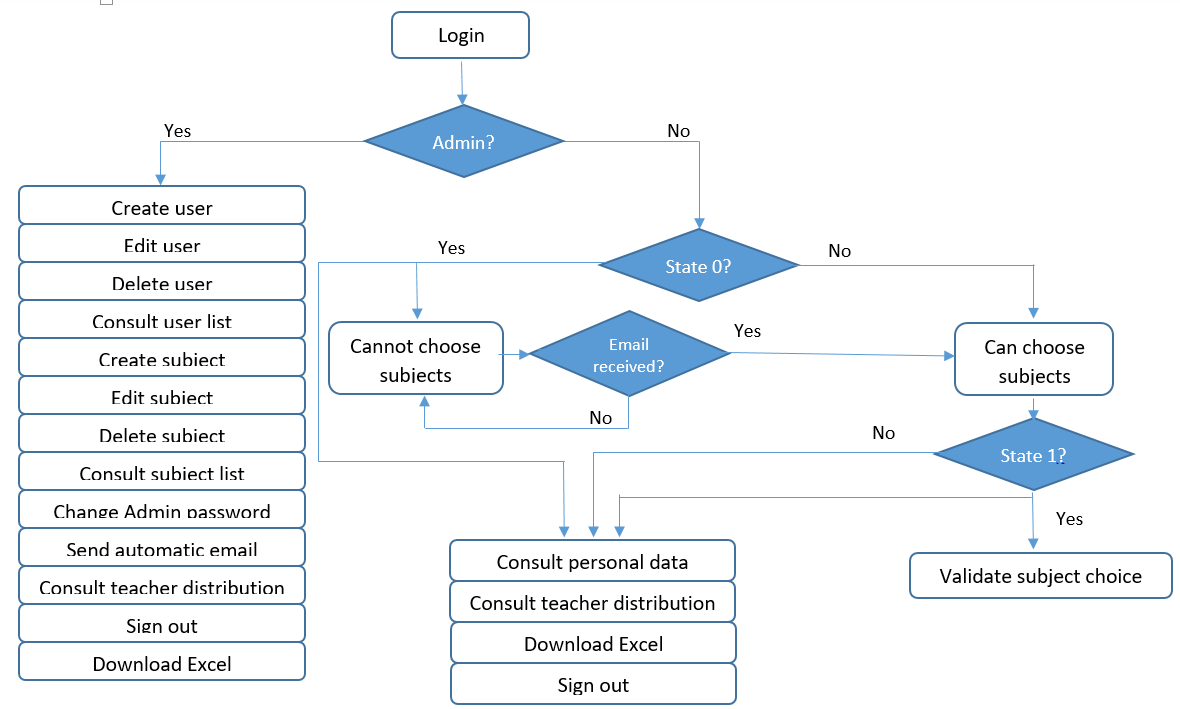 Login
Admin?
Yes
No
Create user
Edit user
Delete user
Consult user list
Create subject
Edit subject
Delete subject
Consult subject list
Change Admin password
Send automatic email
Consult teacher distribution
Sign out
Download Excel
State 0?
Yes
No
Cannot choose
subjects
Email
received?
Yes
No
Can choose
subjects
State 1?
No
Yes
Consult personal data
Consult teacher distribution
Download Excel
Sign out
Validate subject choice